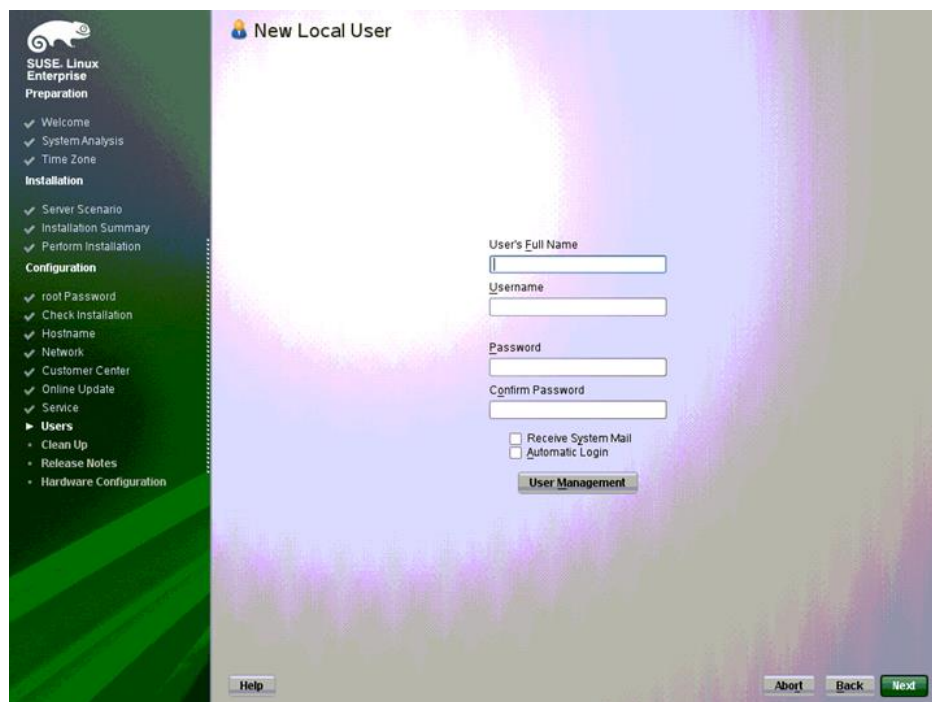 SUSE. Linux
Enterprise
Preparation
Welcome
System Analysis
Time Zone
Installation
Server Scenario
Installation Summary
Perform Installation
Configuration
root Password
Check Installation
Hostname
Network
Customer Center
Online Update
Service
Users
Clean Up
Release Notes
Hardware Configuration
New Local User
User's Full Name
Username
Password
Confirm Password
Receive System Mail
Automatic Login
User Management
Help
Abort
Back
Next